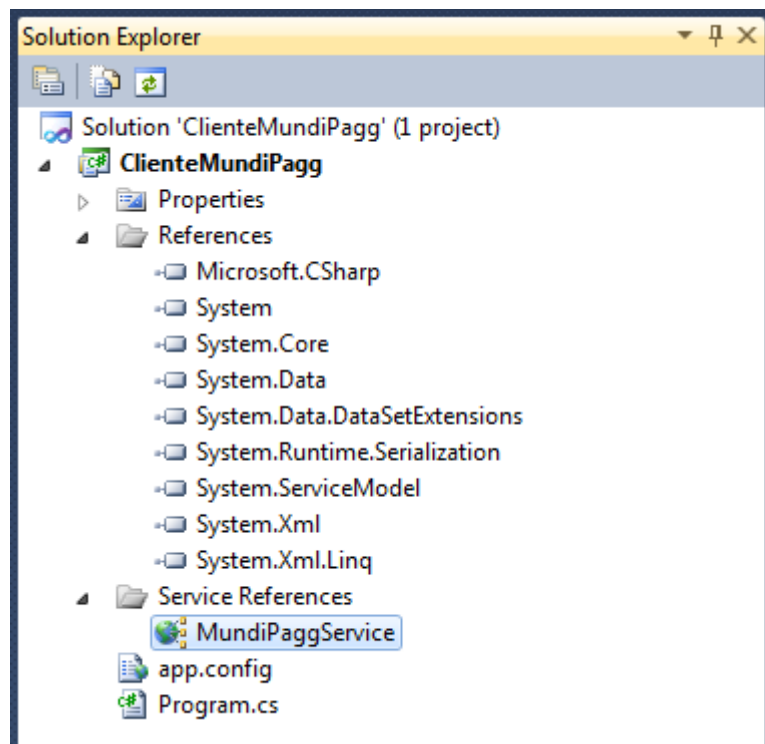 Solution Explorer
Solution 'ClienteMundiPagg' (1 project)
ClienteMundiPagg
Properties
References
Microsoft.CSharp
System
System.Core
System.Data
System.Data.DataSetExtensions
System.Runtime.Serialization
System.ServiceModel
System.Xml
System.Xml.Linq
Service References
MundiPaggService
app.config
Program.cs